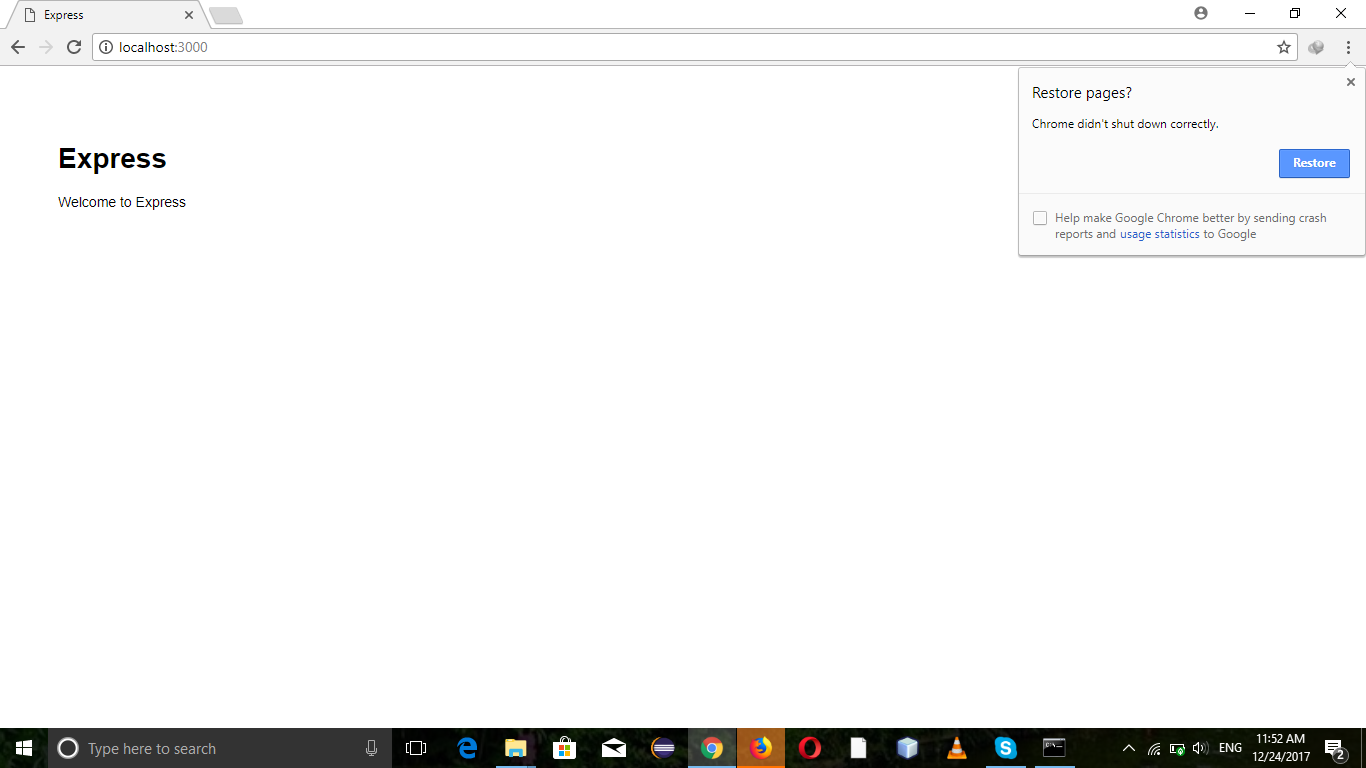 Express
localhost:3000
Restore pages?
Chrome didn't shut down correctly.
Restore
Help make Google Chrome better by sending crash
reports and usage statistics to Google
Express
Welcome to Express
Type here to search
ENG
11:52 AM
12/24/2017
2